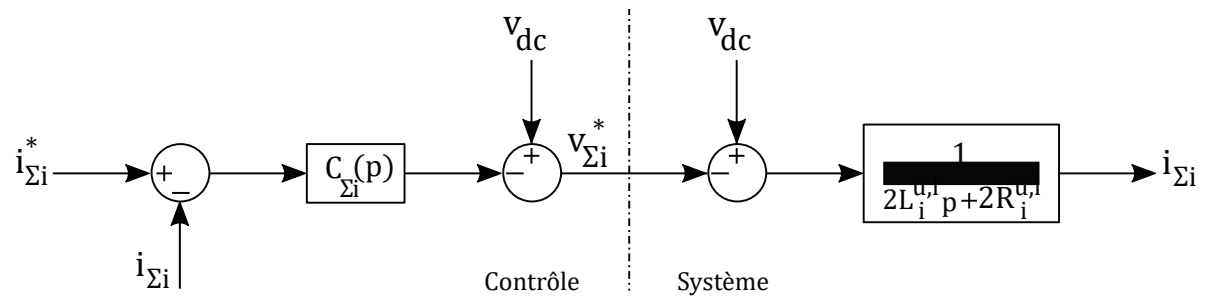 v_dc
v_dc
i*_Σi
+
−
C_Σi(p)
+
−
v*_Σi
+
−
1
2L_i^u,l p+2R_i^u,l
i_Σi
i_Σi
Contrôle
Système